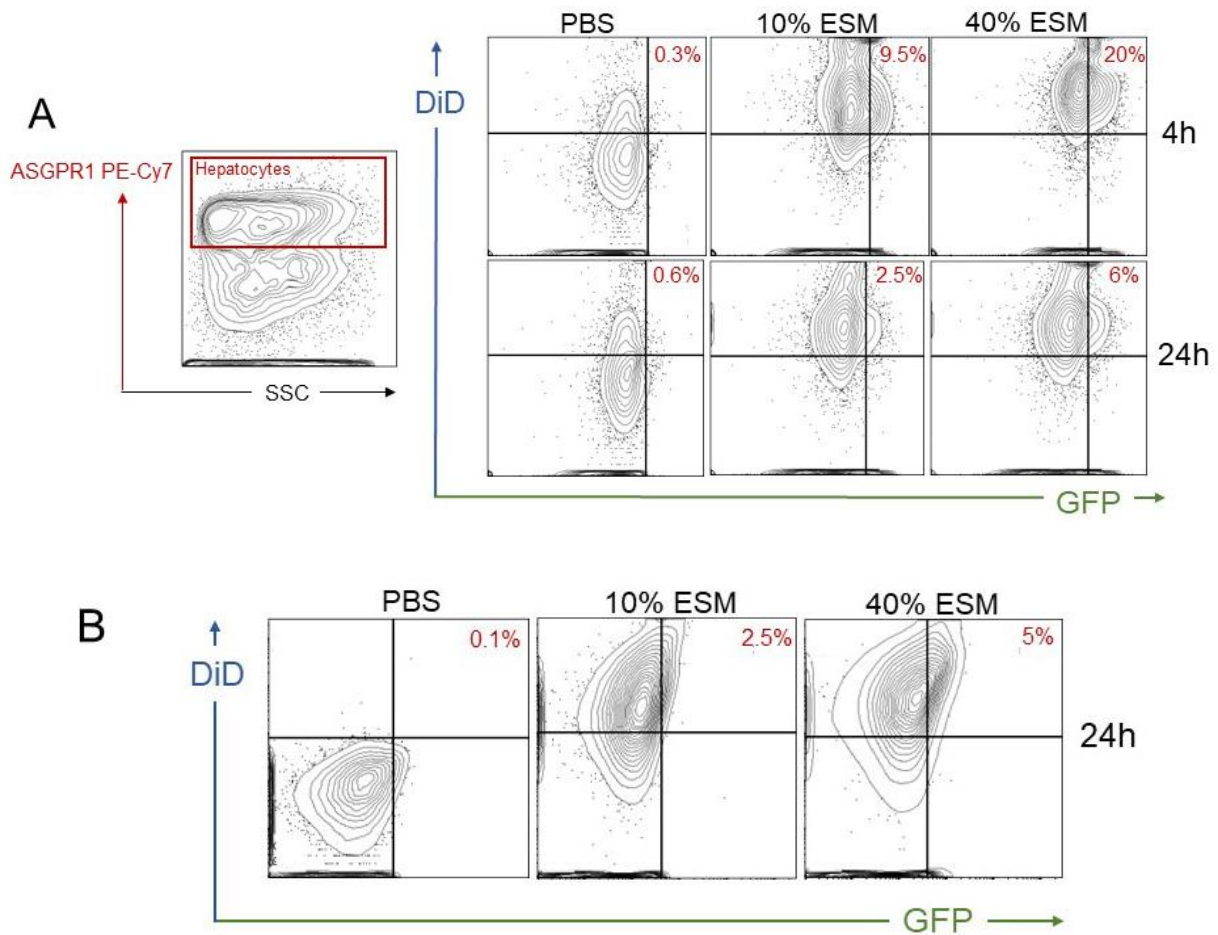 PBS 10% ESM 40% ESM
DiD
0.3% 9.5% 20%
4h
A
ASGPR1 PE-Cy7
Hepatocytes
SSC
0.6% 2.5% 6%
24h
GFP
B
PBS 10% ESM 40% ESM
DiD
0.1% 2.5% 5%
24h
GFP